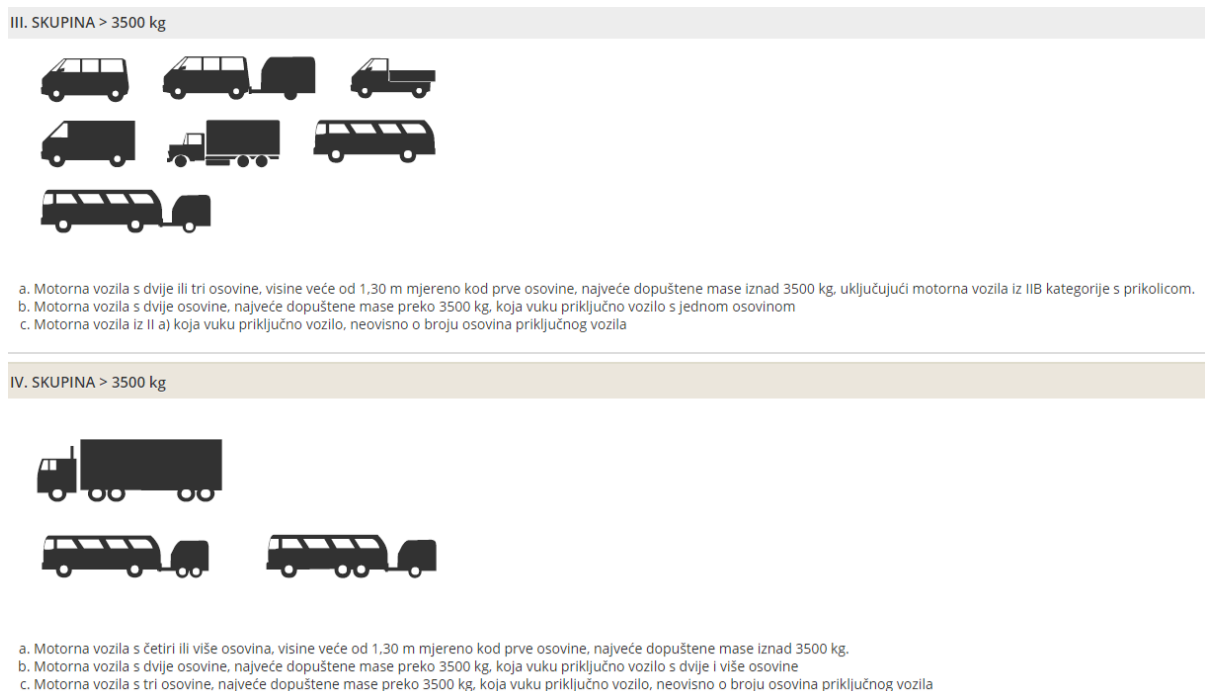 III. SKUPINA > 3500 kg
a. Motorna vozila s dvije ili tri osovine, visine veće od 1,30 m mjereno kod prve osovine, najveće dopuštene mase iznad 3500 kg, uključujući motorna vozila iz IIB kategorije s prikolicom.
b. Motorna vozila s dvije osovine, najveće dopuštene mase preko 3500 kg, koja vuku priključno vozilo s jednom osovinom
c. Motorna vozila iz II a) koja vuku priključno vozilo, neovisno o broju osovina priključnog vozila
IV. SKUPINA > 3500 kg
a. Motorna vozila s četiri ili više osovina, visine veće od 1,30 m mjereno kod prve osovine, najveće dopuštene mase iznad 3500 kg.
b. Motorna vozila s dvije osovine, najveće dopuštene mase preko 3500 kg, koja vuku priključno vozilo s dvije i više osovine
c. Motorna vozila s tri osovine, najveće dopuštene mase preko 3500 kg, koja vuku priključno vozilo, neovisno o broju osovina priključnog vozila